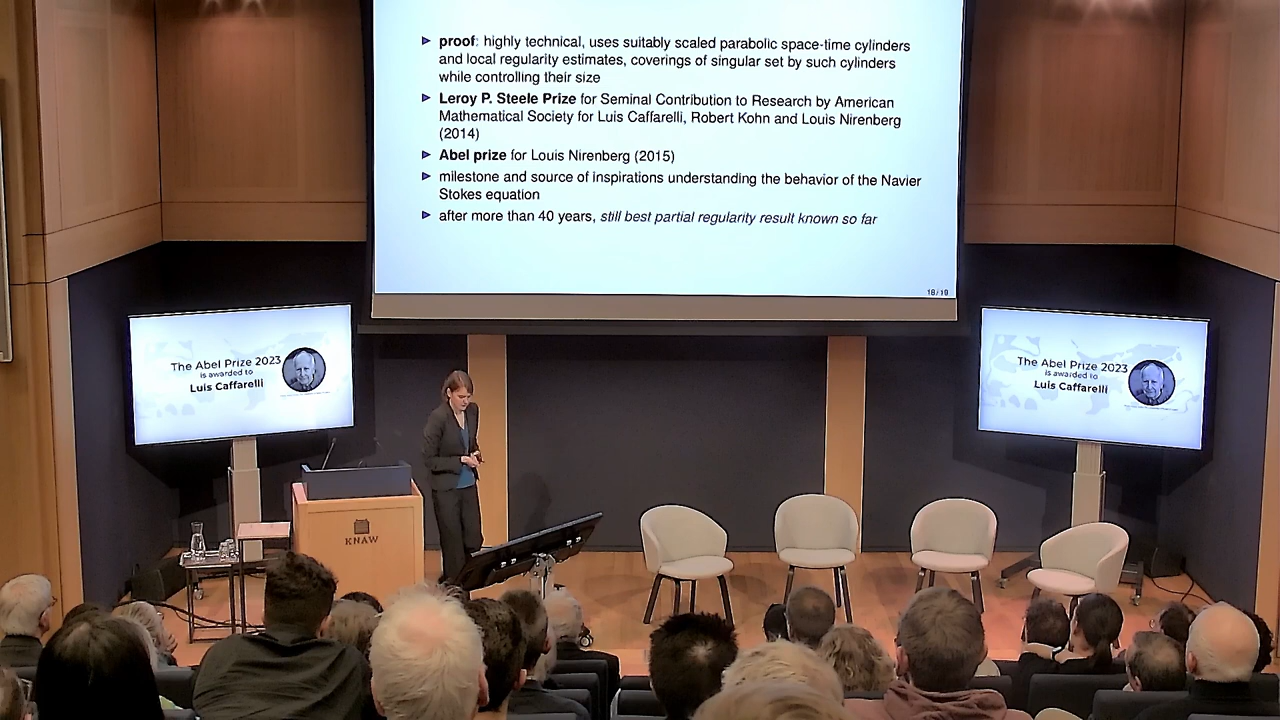 ▶ proof: highly technical, uses suitably scaled parabolic space-time cylinders
and local regularity estimates, coverings of singular set by such cylinders
while controlling their size
▶ Leroy P. Steele Prize for Seminal Contribution to Research by American
Mathematical Society for Luis Caffarelli, Robert Kohn and Louis Nirenberg
(2014)
▶ Abel prize for Louis Nirenberg (2015)
▶ milestone and source of inspirations understanding the behavior of the Navier
Stokes equation
▶ after more than 40 years, still best partial regularity result known so far
18/19
The Abel Prize 2023
is awarded to
Luis Caffarelli
The Abel Prize 2023
is awarded to
Luis Caffarelli
KNAW